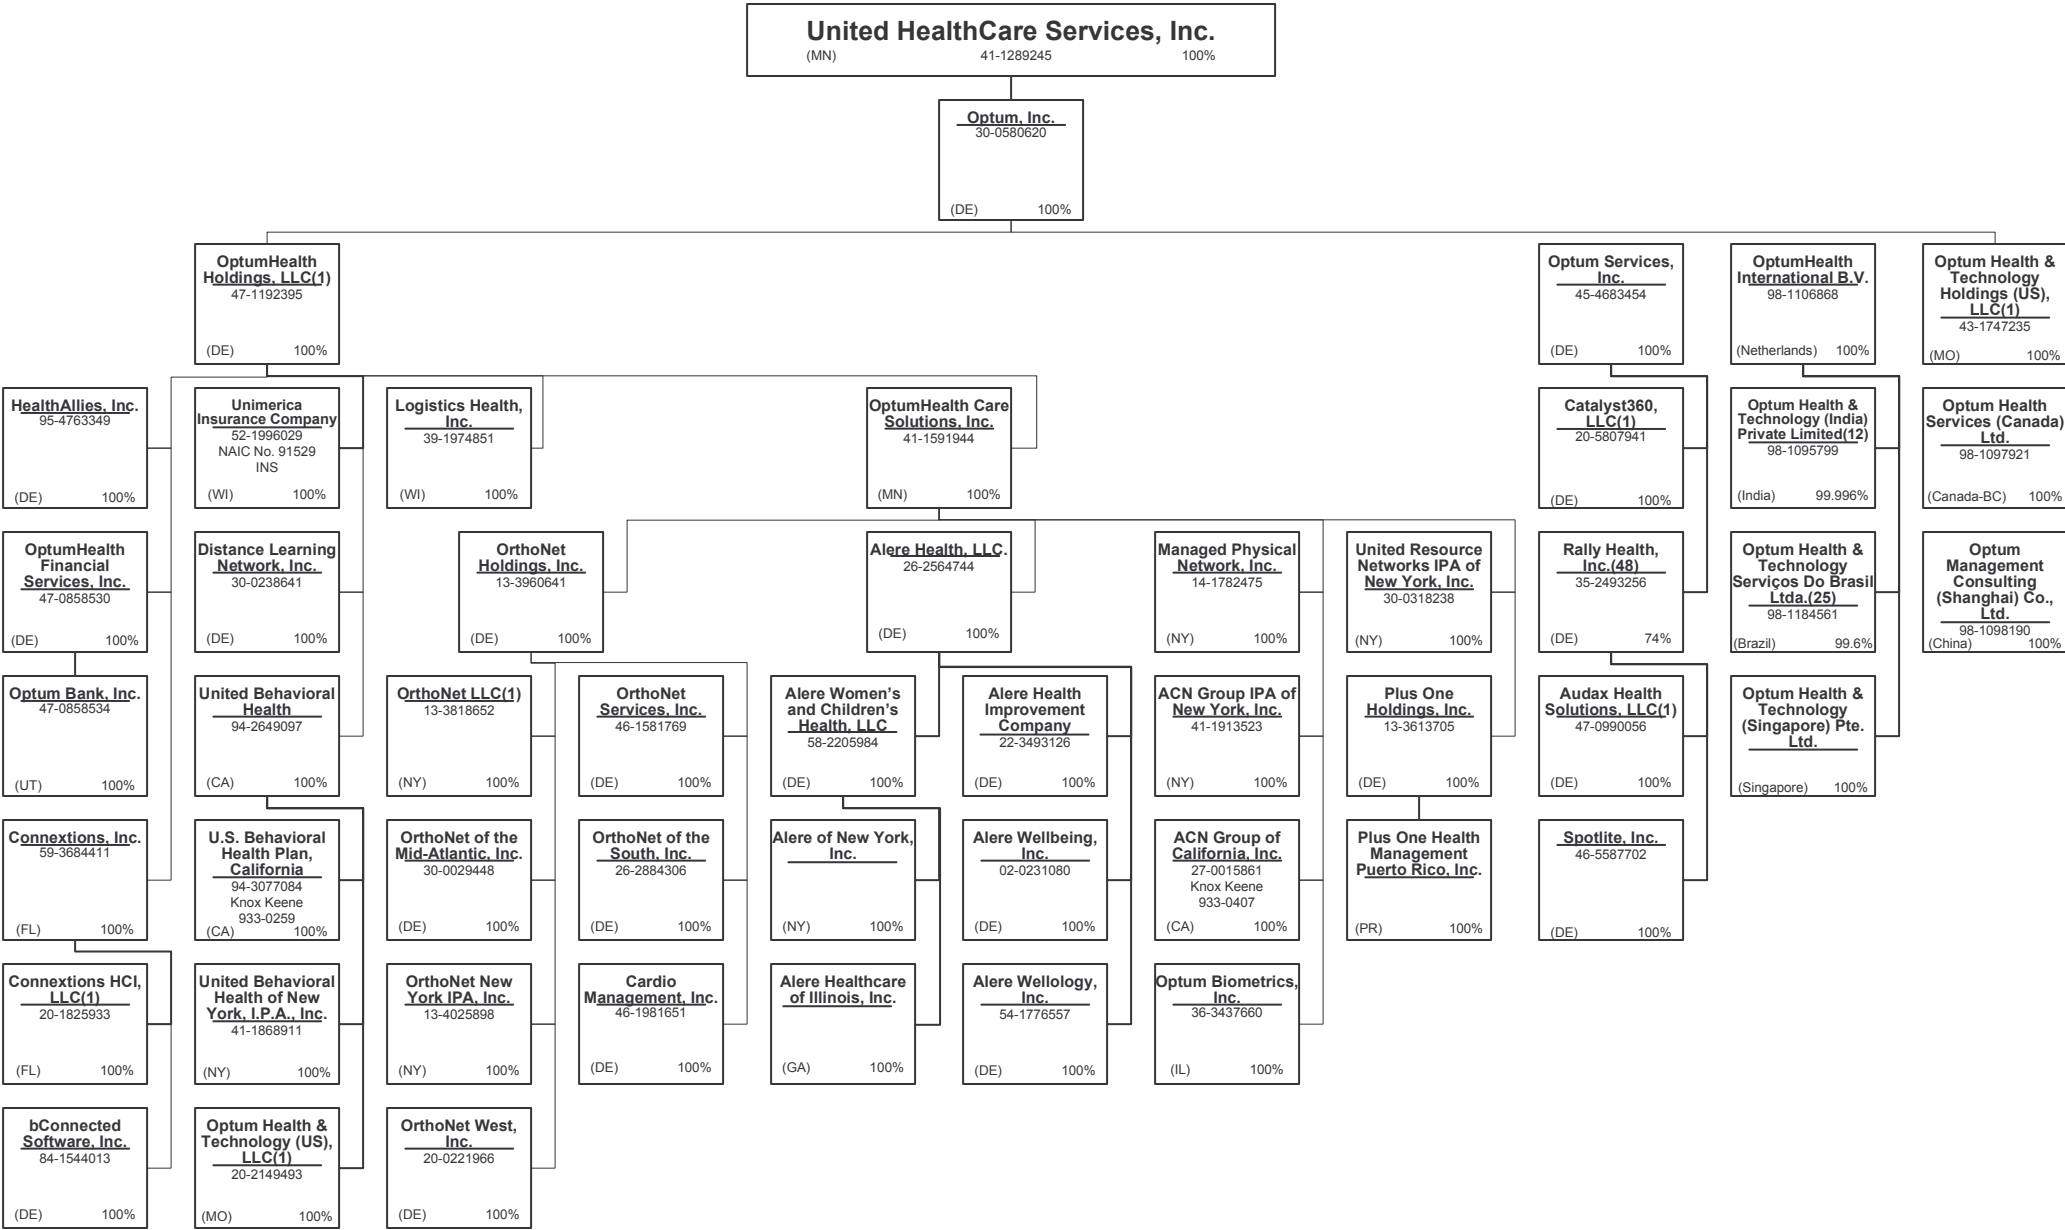 United HealthCare Services, Inc.
(MN) 41-1289245 100%
Optum, Inc.
30-0580620
(DE) 100%
OptumHealth
Holdings, LLC(1)
47-1192395
(DE) 100%
Optum Services,
Inc.
45-4683454
(DE) 100%
OptumHealth
International B.V.
98-1106868
(Netherlands) 100%
Optum Health &
Technology
Holdings (US),
LLC(1)
43-1747235
(MO) 100%
HealthAllies, Inc.
95-4763349
(DE) 100%
Unimerica
Insurance Company
52-1996029
NAIC No. 91529
INS
(WI) 100%
Logistics Health,
Inc.
39-1974851
(WI) 100%
OptumHealth Care
Solutions, Inc.
41-1591944
(MN) 100%
Catalyst360,
LLC(1)
20-5807941
(DE) 100%
Optum Health &
Technology (India)
Private Limited(12)
98-1095799
(India) 99.996%
Optum Health
Services (Canada)
Ltd.
98-1097921
(Canada-BC) 100%
OptumHealth
Financial
Services, Inc.
47-0858530
(DE) 100%
Distance Learning
Network, Inc.
30-0238641
(DE) 100%
OrthoNet
Holdings, Inc.
13-3960641
(DE) 100%
Alere Health, LLC.
26-2564744
(DE) 100%
Managed Physical
Network, Inc.
14-1782475
(NY) 100%
United Resource
Networks IPA of
New York, Inc.
30-0318238
(NY) 100%
Rally Health,
Inc.(48)
35-2493256
(DE) 74%
Optum Health &
Technology
Serviços Do Brasil
Ltda.(25)
98-1184561
(Brazil) 99.6%
Optum
Management
Consulting
(Shanghai) Co.,
Ltd.
98-1098190
(China) 100%
Optum Bank, Inc.
47-0858534
(UT) 100%
United Behavioral
Health
94-2649097
(CA) 100%
OrthoNet LLC(1)
13-3818652
(NY) 100%
OrthoNet
Services, Inc.
46-1581769
(DE) 100%
Alere Women's
and Children's
Health, LLC
58-2205984
(DE) 100%
Alere Health
Improvement
Company
22-3493126
(DE) 100%
ACN Group IPA of
New York, Inc.
41-1913523
(NY) 100%
Plus One
Holdings, Inc.
13-3613705
(DE) 100%
Audax Health
Solutions, LLC(1)
47-0990056
(DE) 100%
Optum Health &
Technology
(Singapore) Pte.
Ltd.
(Singapore) 100%
Connextions, Inc.
59-3684411
(FL) 100%
U.S. Behavioral
Health Plan,
California
94-3077084
Knox Keene
933-0259
(CA) 100%
OrthoNet of the
Mid-Atlantic, Inc.
30-0029448
(DE) 100%
OrthoNet of the
South, Inc.
26-2884306
(DE) 100%
Alere of New York,
Inc.
(NY) 100%
Alere Wellbeing,
Inc.
02-0231080
(DE) 100%
ACN Group of
California, Inc.
27-0015861
Knox Keene
933-0407
(CA) 100%
Plus One Health
Management
Puerto Rico, Inc.
(PR) 100%
Spotlite, Inc.
46-5587702
(DE) 100%
Connextions HCI,
LLC(1)
20-1825933
(FL) 100%
United Behavioral
Health of New
York, I.P.A., Inc.
41-1868911
(NY) 100%
OrthoNet New
York IPA, Inc.
13-4025898
(NY) 100%
Cardio
Management, Inc.
46-1981651
(DE) 100%
Alere Healthcare
of Illinois, Inc.
(GA) 100%
Alere Wellology,
Inc.
54-1776557
(DE) 100%
Optum Biometrics,
Inc.
36-3437660
(IL) 100%
bConnected
Software, Inc.
84-1544013
(DE) 100%
Optum Health &
Technology (US),
LLC(1)
20-2149493
(MO) 100%
OrthoNet West,
Inc.
20-0221966
(DE) 100%